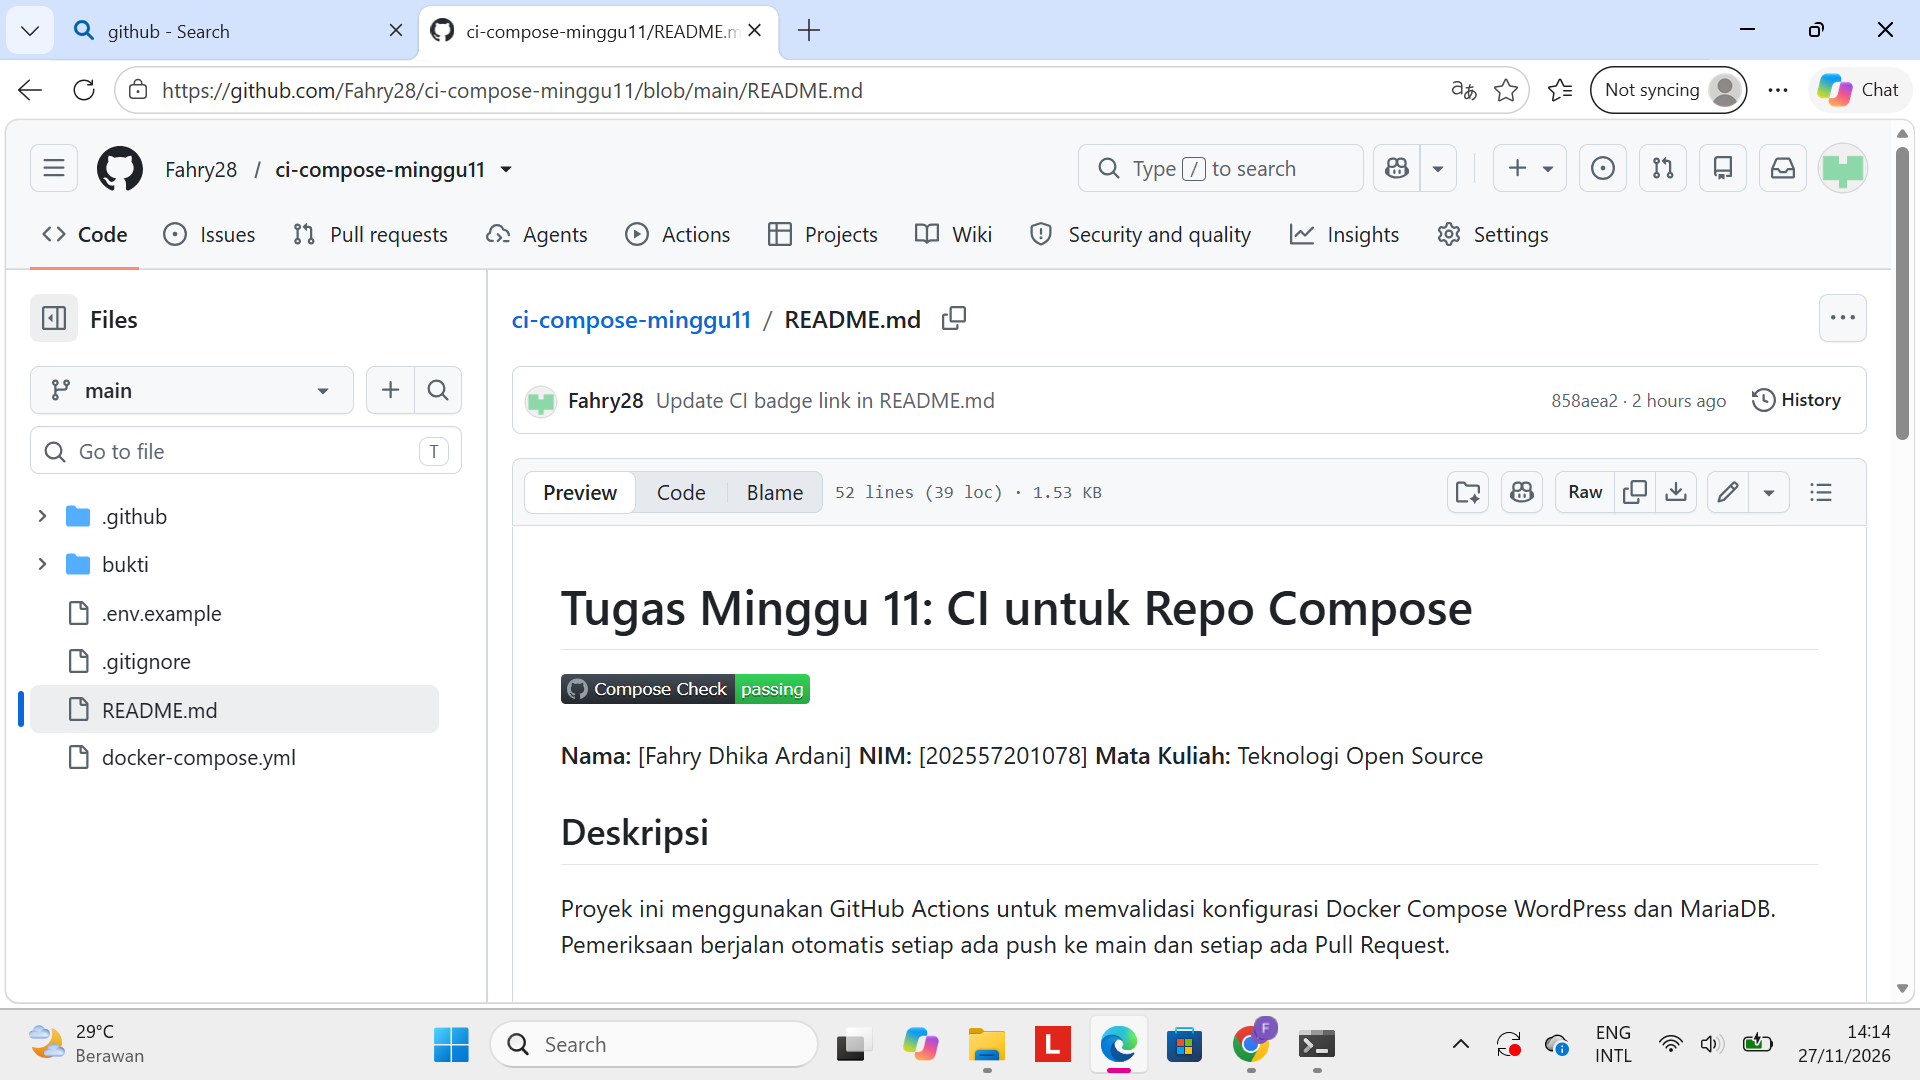 github - Search
ci-compose-minggu11/README.m
https://github.com/Fahry28/ci-compose-minggu11/blob/main/README.md
Not syncing
Chat
Fahry28 / ci-compose-minggu11
Type / to search
Code
Issues
Pull requests
Agents
Actions
Projects
Wiki
Security and quality
Insights
Settings
Files
main
Go to file
T
.github
bukti
.env.example
.gitignore
README.md
docker-compose.yml
ci-compose-minggu11 / README.md
Fahry28 Update CI badge link in README.md
858aea2 · 2 hours ago
History
Preview
Code
Blame
52 lines (39 loc) · 1.53 KB
Raw
Tugas Minggu 11: CI untuk Repo Compose
Compose Check passing
Nama: [Fahry Dhika Ardani] NIM: [202557201078] Mata Kuliah: Teknologi Open Source
Deskripsi
Proyek ini menggunakan GitHub Actions untuk memvalidasi konfigurasi Docker Compose WordPress dan MariaDB.
Pemeriksaan berjalan otomatis setiap ada push ke main dan setiap ada Pull Request.
29°C
Berawan
Search
L
F
ENG
INTL
14:14
27/11/2026